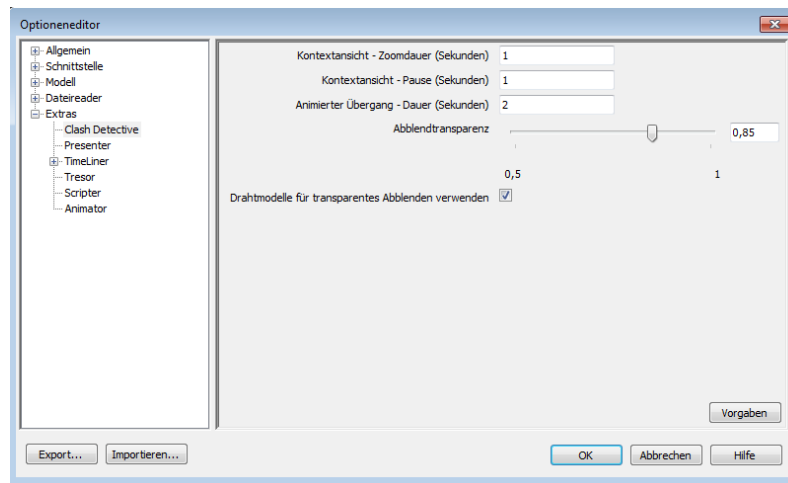 Optioneneditor
Allgemein
Schnittstelle
Modell
Dateireader
Extras
Clash Detective
Presenter
TimeLiner
Tresor
Scripter
Animator
Kontextansicht - Zoomdauer (Sekunden) 1
Kontextansicht - Pause (Sekunden) 1
Animierter Übergang - Dauer (Sekunden) 2
Abblendtransparenz 0,85
0,5 1
Drahtmodelle für transparentes Abblenden verwenden
Vorgaben
Export... Importieren... OK Abbrechen Hilfe